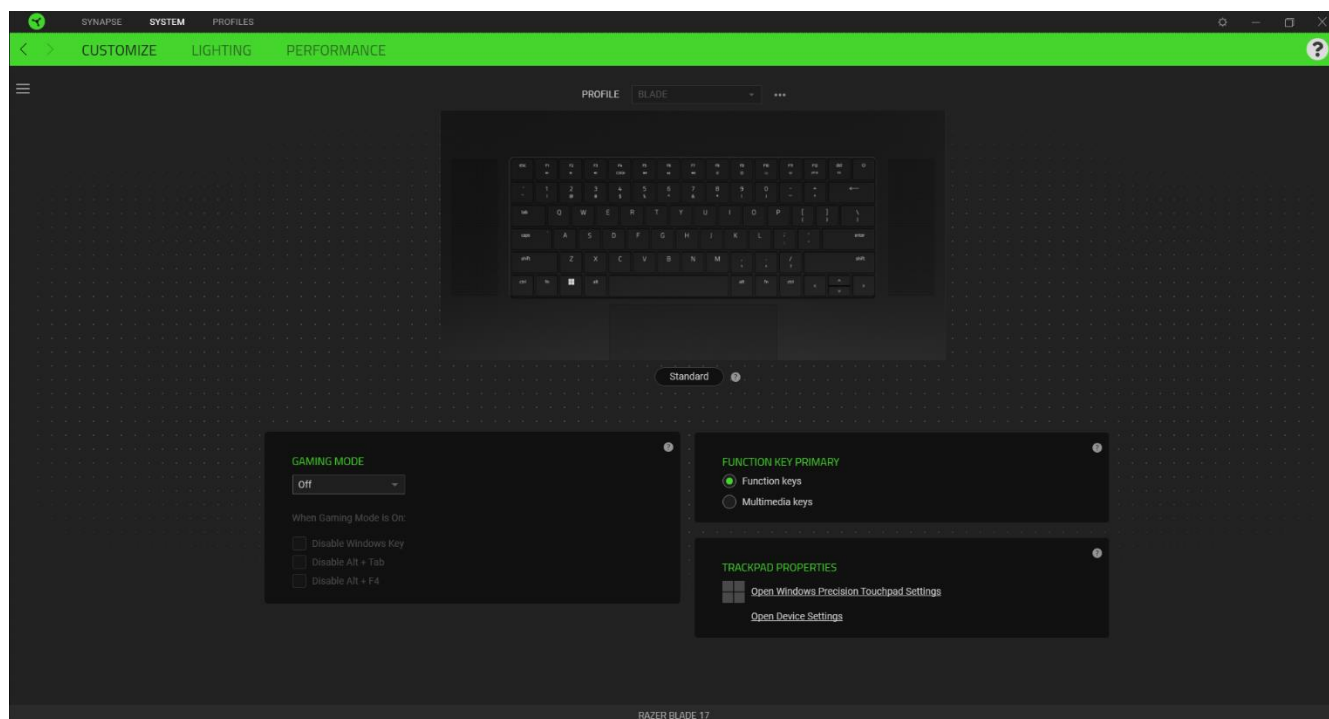 SYNAPSE SYSTEM PROFILES
CUSTOMIZE LIGHTING PERFORMANCE
?
PROFILE BLADE
Q W E R T Y U I O P
A S D F G H J K L
Z X C V B N M
Standard ?
GAMING MODE
Off
When Gaming Mode is On:
Disable Windows Key
Disable Alt + Tab
Disable Alt + F4
FUNCTION KEY PRIMARY
Function keys
Multimedia keys
TRACKPAD PROPERTIES
Open Windows Precision Touchpad Settings
Open Device Settings
RAZER BLADE 17